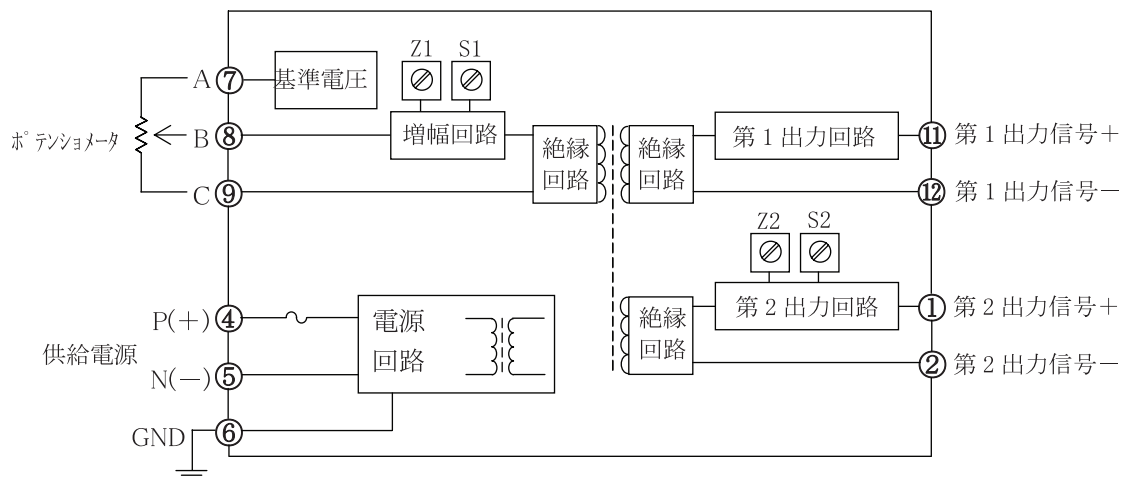 Z1 S1
A ⑦ 基準電圧
ﾎﾟﾃﾝｼｮﾒｰﾀ B ⑧ 増幅回路 絶縁回路 絶縁回路 第1出力回路 ⑪ 第1出力信号+
C ⑨ ⑫ 第1出力信号−
Z2 S2
P(+) ④ 電源回路 絶縁回路 第2出力回路 ① 第2出力信号+
供給電源
N(−) ⑤ ② 第2出力信号−
GND ⑥